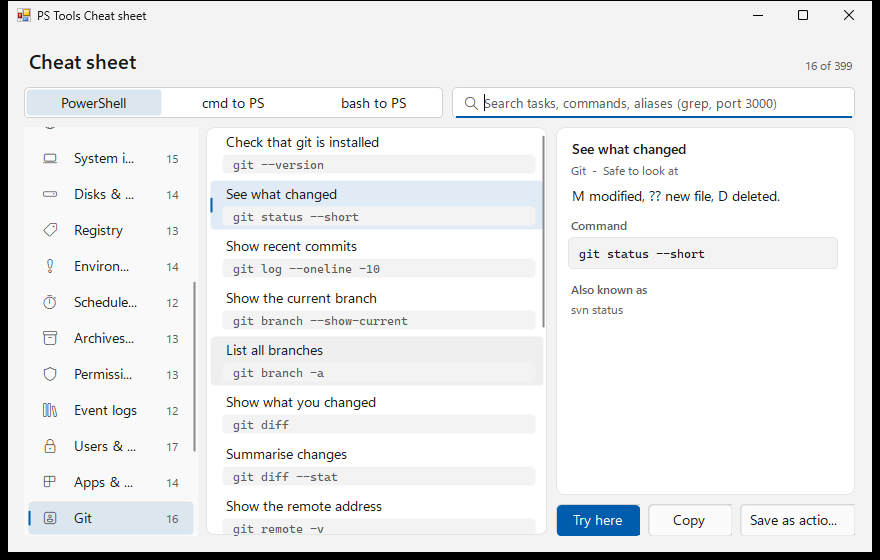 PS Tools Cheat sheet
Cheat sheet
16 of 399
PowerShell
cmd to PS
bash to PS
Search tasks, commands, aliases (grep, port 3000)
System i...
15
Disks & ...
14
Registry
13
Environ...
14
Schedule...
12
Archives...
13
Permissi...
13
Event logs
12
Users & ...
17
Apps & ...
14
Git
16
Check that git is installed
git --version
See what changed
git status --short
Show recent commits
git log --oneline -10
Show the current branch
git branch --show-current
List all branches
git branch -a
Show what you changed
git diff
Summarise changes
git diff --stat
Show the remote address
git remote -v
See what changed
Git - Safe to look at
M modified, ?? new file, D deleted.
Command
git status --short
Also known as
svn status
Try here
Copy
Save as actio...